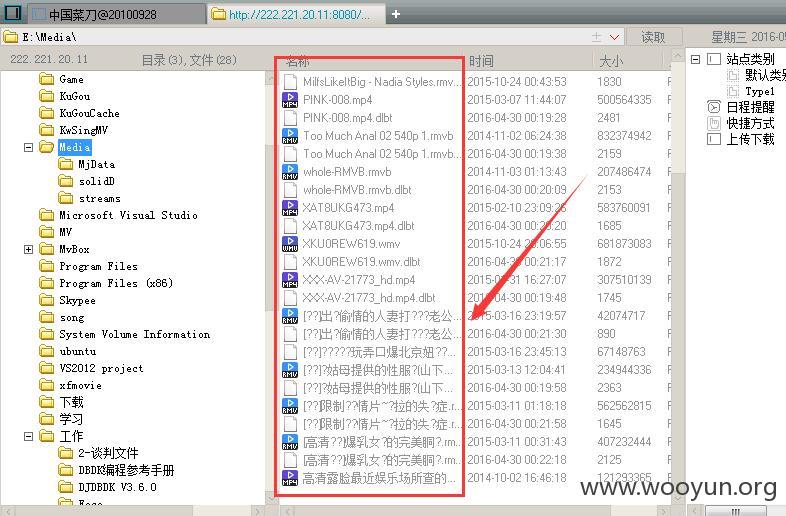 中国菜刀@20100928
http://222.221.20.11:8080/...
+
E:\Media\
读取
星期三 2016-05
222.221.20.11
目录(3),文件(28)
名称
时间
大小
Game
KuGou
KuGouCache
KwSingMV
Media
MjData
solidD
streams
Microsoft Visual Studio
MV
MvBox
Program Files
Program Files (x86)
Skypee
song
System Volume Information
ubuntu
VS2012 project
xfmovie
下载
学习
工作
2-谈判文件
DBDK编程参考手册
DJDBDK V3.6.0
MilfsLikeItBig - Nadia Styles.rmv... 2015-10-24 00:43:53 1830
PINK-008.mp4 2015-03-07 11:44:07 500564335
PINK-008.mp4.dlbt 2016-04-30 00:19:28 2481
Too Much Anal 02 540p 1.rmvb 2014-11-02 06:24:38 832374942
Too Much Anal 02 540p 1.rmvb... 2016-04-30 00:19:38 2159
whole-RMVB.rmvb 2014-11-03 01:13:43 207486474
whole-RMVB.rmvb.dlbt 2016-04-30 00:20:09 2153
XAT8UKG473.mp4 2015-02-10 23:09:26 583760091
XAT8UKG473.mp4.dlbt 2016-04-30 00:20:20 1685
XKU0REW619.wmv 2015-10-24 20:06:55 681873083
XKU0REW619.wmv.dlbt 2016-04-30 00:21:17 1872
XXX-AV-21773_hd.mp4 16:27:07 307510139
XXX-AV-21773_hd.mp4.dlbt 2016-04-30 00:19:48 1745
[??]出?偷情的人妻打???老公... 2015-03-16 23:19:57 42074717
[??]出?偷情的人妻打???老公... 2016-04-30 00:21:30 890
[??]?????玩弄口爆北京妞??... 2015-03-16 23:45:13 67148763
[??]?姑母提供的性服?(山下... 2015-03-13 12:04:41 234944336
[??]?姑母提供的性服?(山下... 2016-04-30 00:19:58 2363
[??]限制??情片~?拉的失?症.r... 2015-03-11 01:18:18 562562815
[??]限制??情片~?拉的失?症.r... 2016-04-30 00:21:58 1645
[高清??]爆乳女?的完美胴?.rm... 2015-03-11 00:31:43 407232444
[高清??]爆乳女?的完美胴?.rm... 2016-04-30 00:22:18 2125
高清露脸最近娱乐场所查的... 2014-10-02 16:46:18 121293365
站点类别
默认类别
Type1
日程提醒
快捷方式
上传下载
www.wooyun.org